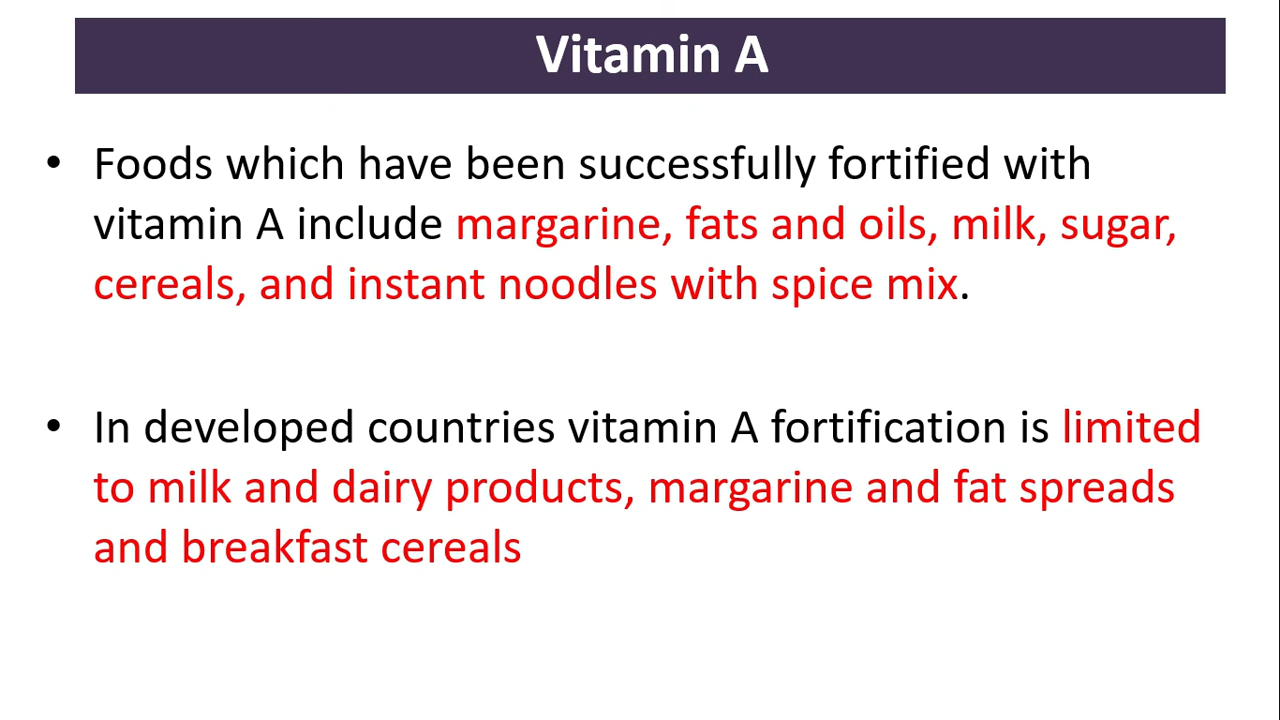 Vitamin A
• Foods which have been successfully fortified with
vitamin A include margarine, fats and oils, milk, sugar,
cereals, and instant noodles with spice mix.
• In developed countries vitamin A fortification is limited
to milk and dairy products, margarine and fat spreads
and breakfast cereals